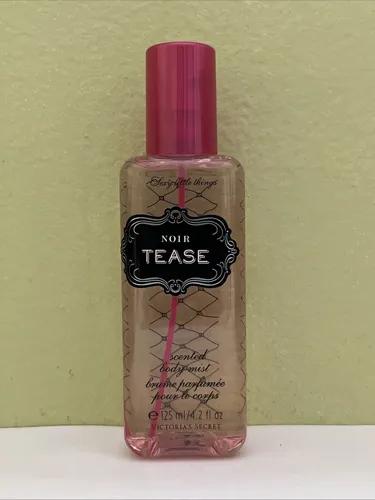 Sexy little things
NOIR
TEASE
scented
body mist
brume parfumée
pour le corps
℮ 125 ml/4.2 fl oz
VICTORIA'S SECRET